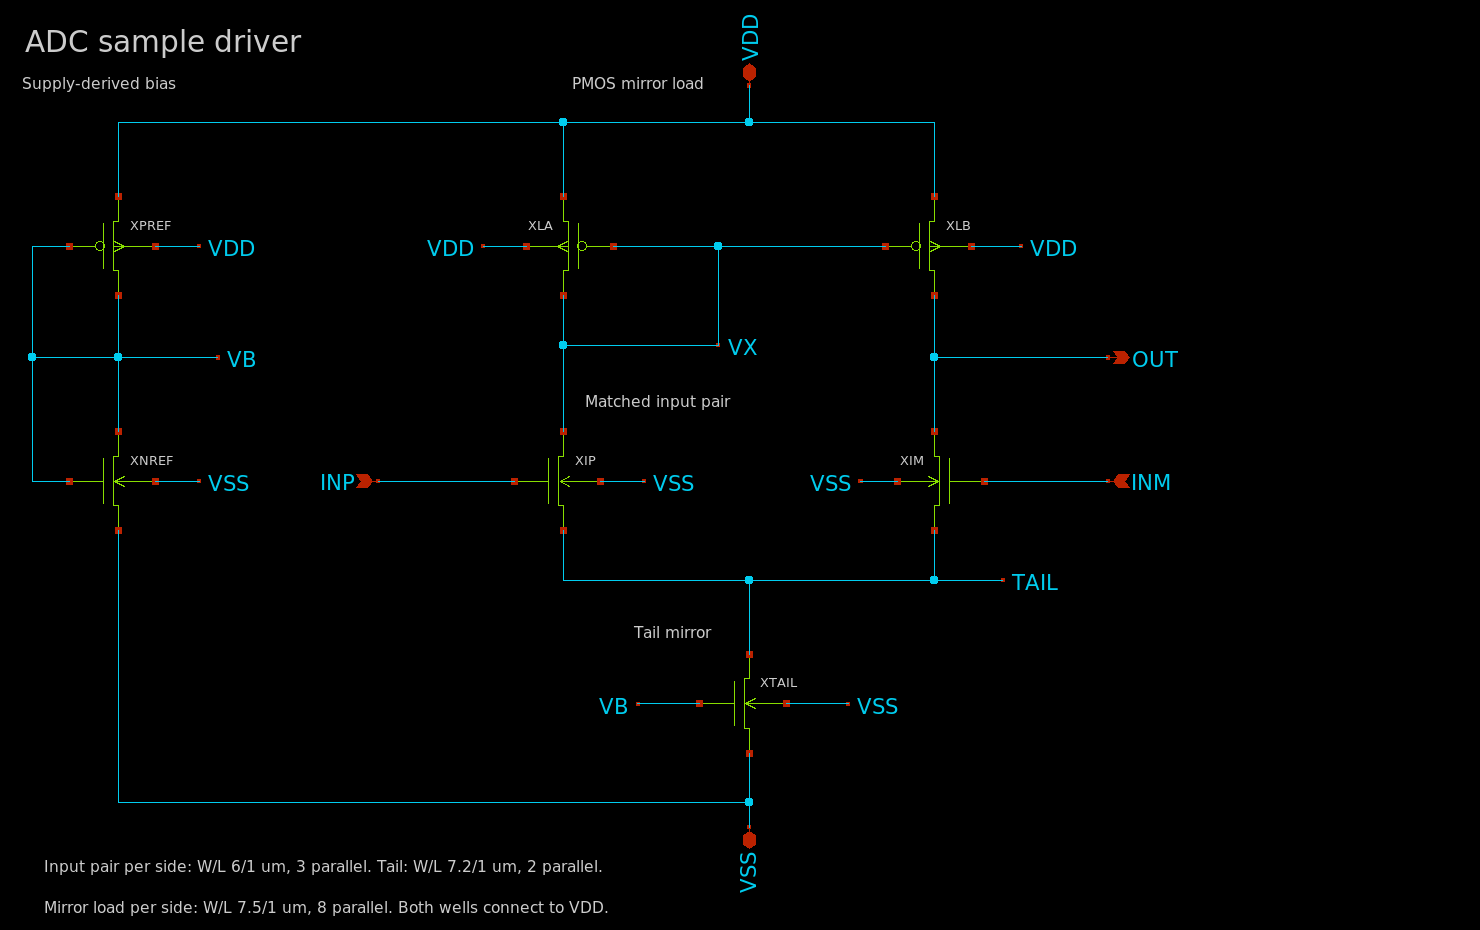 VDD
ADC sample driver
Supply-derived bias
PMOS mirror load
XPREF
XLA
XLB
VDD
VDD
VDD
VB
VX
OUT
Matched input pair
XNREF
XIP
XIM
VSS
INP
VSS
VSS
INM
TAIL
Tail mirror
XTAIL
VB
VSS
VSS
Input pair per side: W/L 6/1 um, 3 parallel. Tail: W/L 7.2/1 um, 2 parallel.
Mirror load per side: W/L 7.5/1 um, 8 parallel. Both wells connect to VDD.